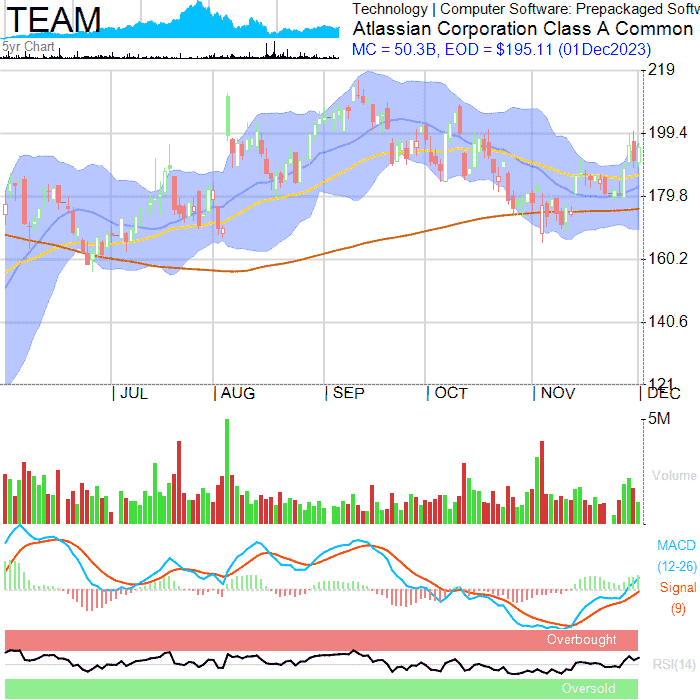 TEAM
5yr Chart
Technology | Computer Software: Prepackaged Softw
Atlassian Corporation Class A Common
MC = 50.3B, EOD = $195.11 (01Dec2023)
219
199.4
179.8
160.2
140.6
121
JUL AUG SEP OCT NOV DEC
5M
Volume
MACD
(12-26)
Signal
(9)
Overbought
RSI(14)
Oversold